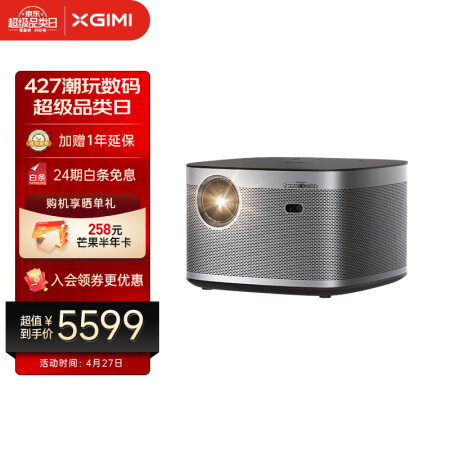 京东
超级品类日
XGIMI
427潮玩数码
超级品类日
加赠1年延保
白条
24期白条免息
购机享晒单礼
258元
芒果半年卡
入会领券更优惠
超值￥
到手价
5599
活动时间：4月27日